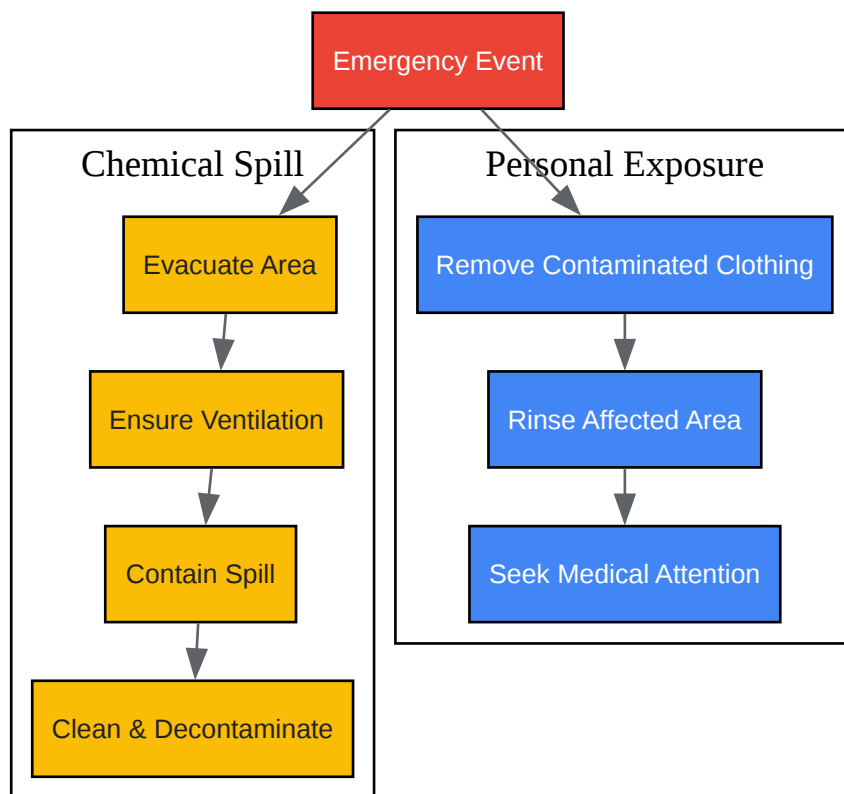 Emergency Event
Chemical Spill
Evacuate Area
Ensure Ventilation
Contain Spill
Clean & Decontaminate
Personal Exposure
Remove Contaminated Clothing
Rinse Affected Area
Seek Medical Attention